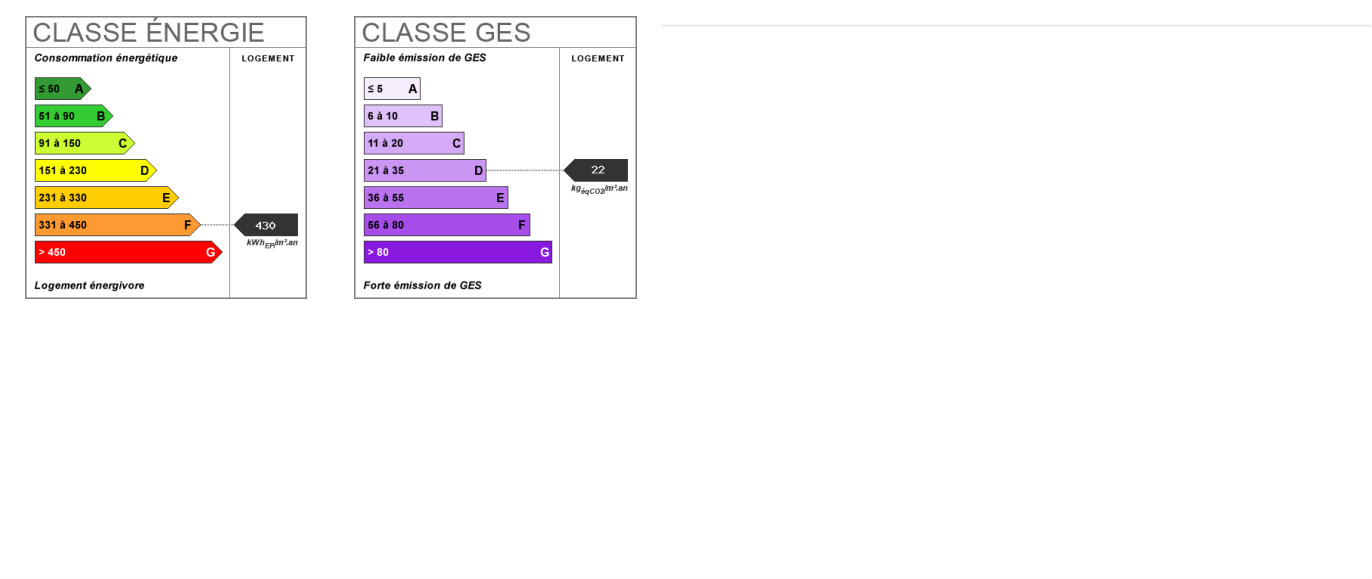 CLASSE ÉNERGIE
Consommation énergétique LOGEMENT
≤ 50 A
51 à 90 B
91 à 150 C
151 à 230 D
231 à 330 E
331 à 450 F 430
kWhEP/m².an
> 450 G
Logement énergivore
CLASSE GES
Faible émission de GES LOGEMENT
≤ 5 A
6 à 10 B
11 à 20 C
21 à 35 D 22
kgéqCO2/m².an
36 à 55 E
56 à 80 F
> 80 G
Forte émission de GES